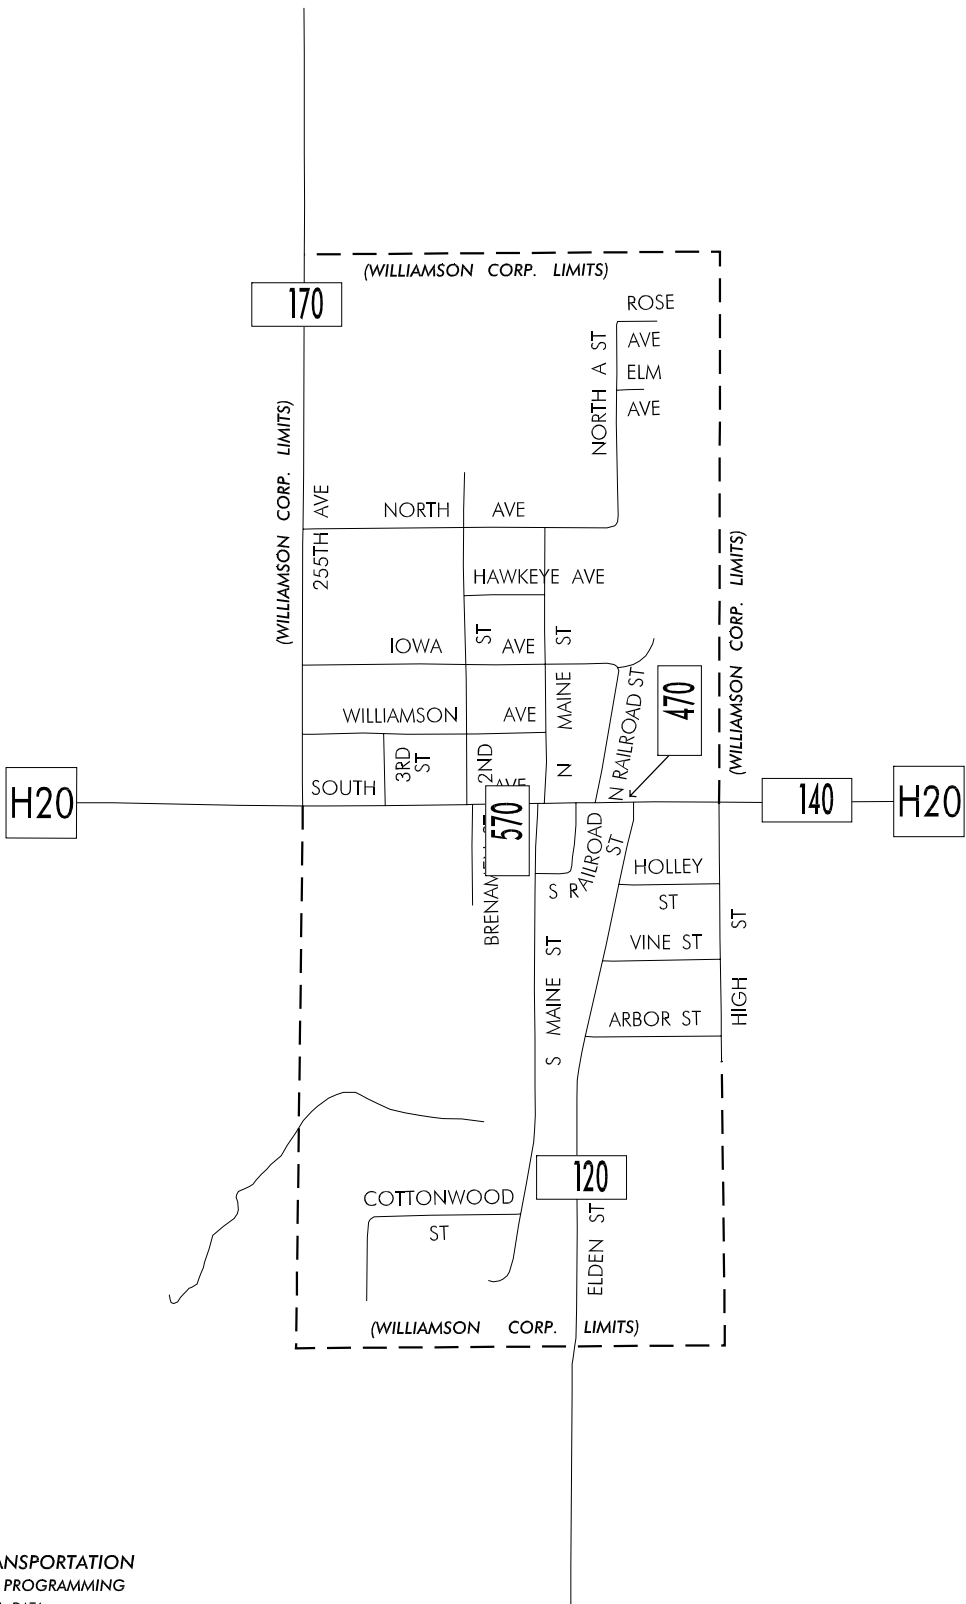 (WILLIAMSON CORP. LIMITS)
170
ROSE
AVE
ELM
AVE
NORTH A ST
(WILLIAMSON CORP. LIMITS)
255TH AVE
NORTH AVE
(WILLIAMSON CORP. LIMITS)
HAWKEYE AVE
IOWA AVE
N MAINE ST
N RAILROAD ST
470
WILLIAMSON AVE
3RD
ST
2ND ST
SOUTH AVE
H20
140
H20
570
S RAILROAD
ST
HOLLEY
ST
VINE ST
ARBOR ST
HIGH ST
S MAINE ST
120
COTTONWOOD
ST
ELDEN ST
(WILLIAMSON CORP. LIMITS)
PROGRAMMING